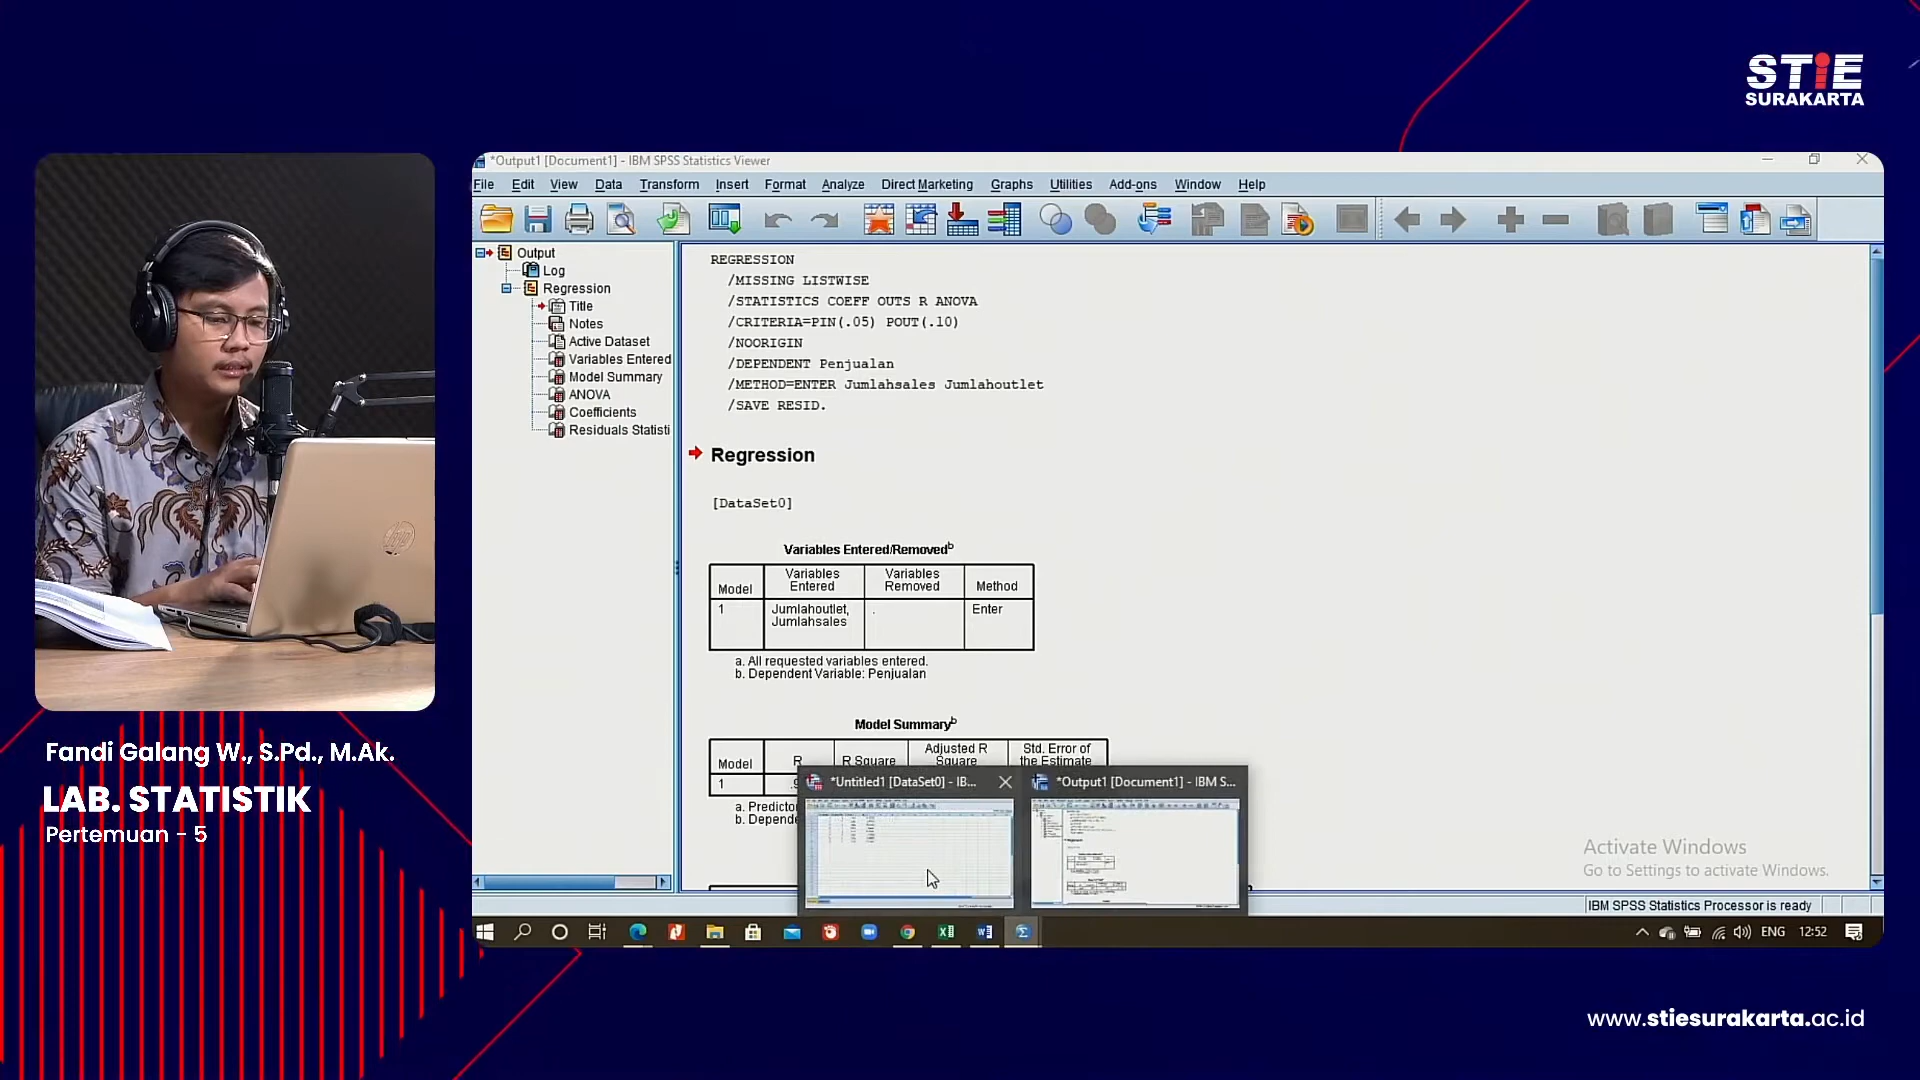 STiE
SURAKARTA
*Output1 [Document1] - IBM SPSS Statistics Viewer
File Edit View Data Transform Insert Format Analyze Direct Marketing Graphs Utilities Add-ons Window Help
Output
Log
Regression
Title
Notes
Active Dataset
Variables Entered
Model Summary
ANOVA
Coefficients
Residuals Statisti
REGRESSION
/MISSING LISTWISE
/STATISTICS COEFF OUTS R ANOVA
/CRITERIA=PIN(.05) POUT(.10)
/NOORIGIN
/DEPENDENT Penjualan
/METHOD=ENTER Jumlahsales Jumlahoutlet
/SAVE RESID.
Regression
[DataSet0]
Variables Entered/Removedb
Model Variables Entered Variables Removed Method
1 Jumlahoutlet, Jumlahsales . Enter
a. All requested variables entered.
b. Dependent Variable: Penjualan
Model Summaryb
Model R R Square Adjusted R Square Std. Error of the Estimate
1
a. Predicto
b. Depende
*Untitled1 [DataSet0] - IB...
*Output1 [Document1] - IBM S...
Activate Windows
Go to Settings to activate Windows.
IBM SPSS Statistics Processor is ready
ENG 12:52
hp
Fandi Galang W., S.Pd., M.Ak.
LAB. STATISTIK
Pertemuan - 5
www.stiesurakarta.ac.id